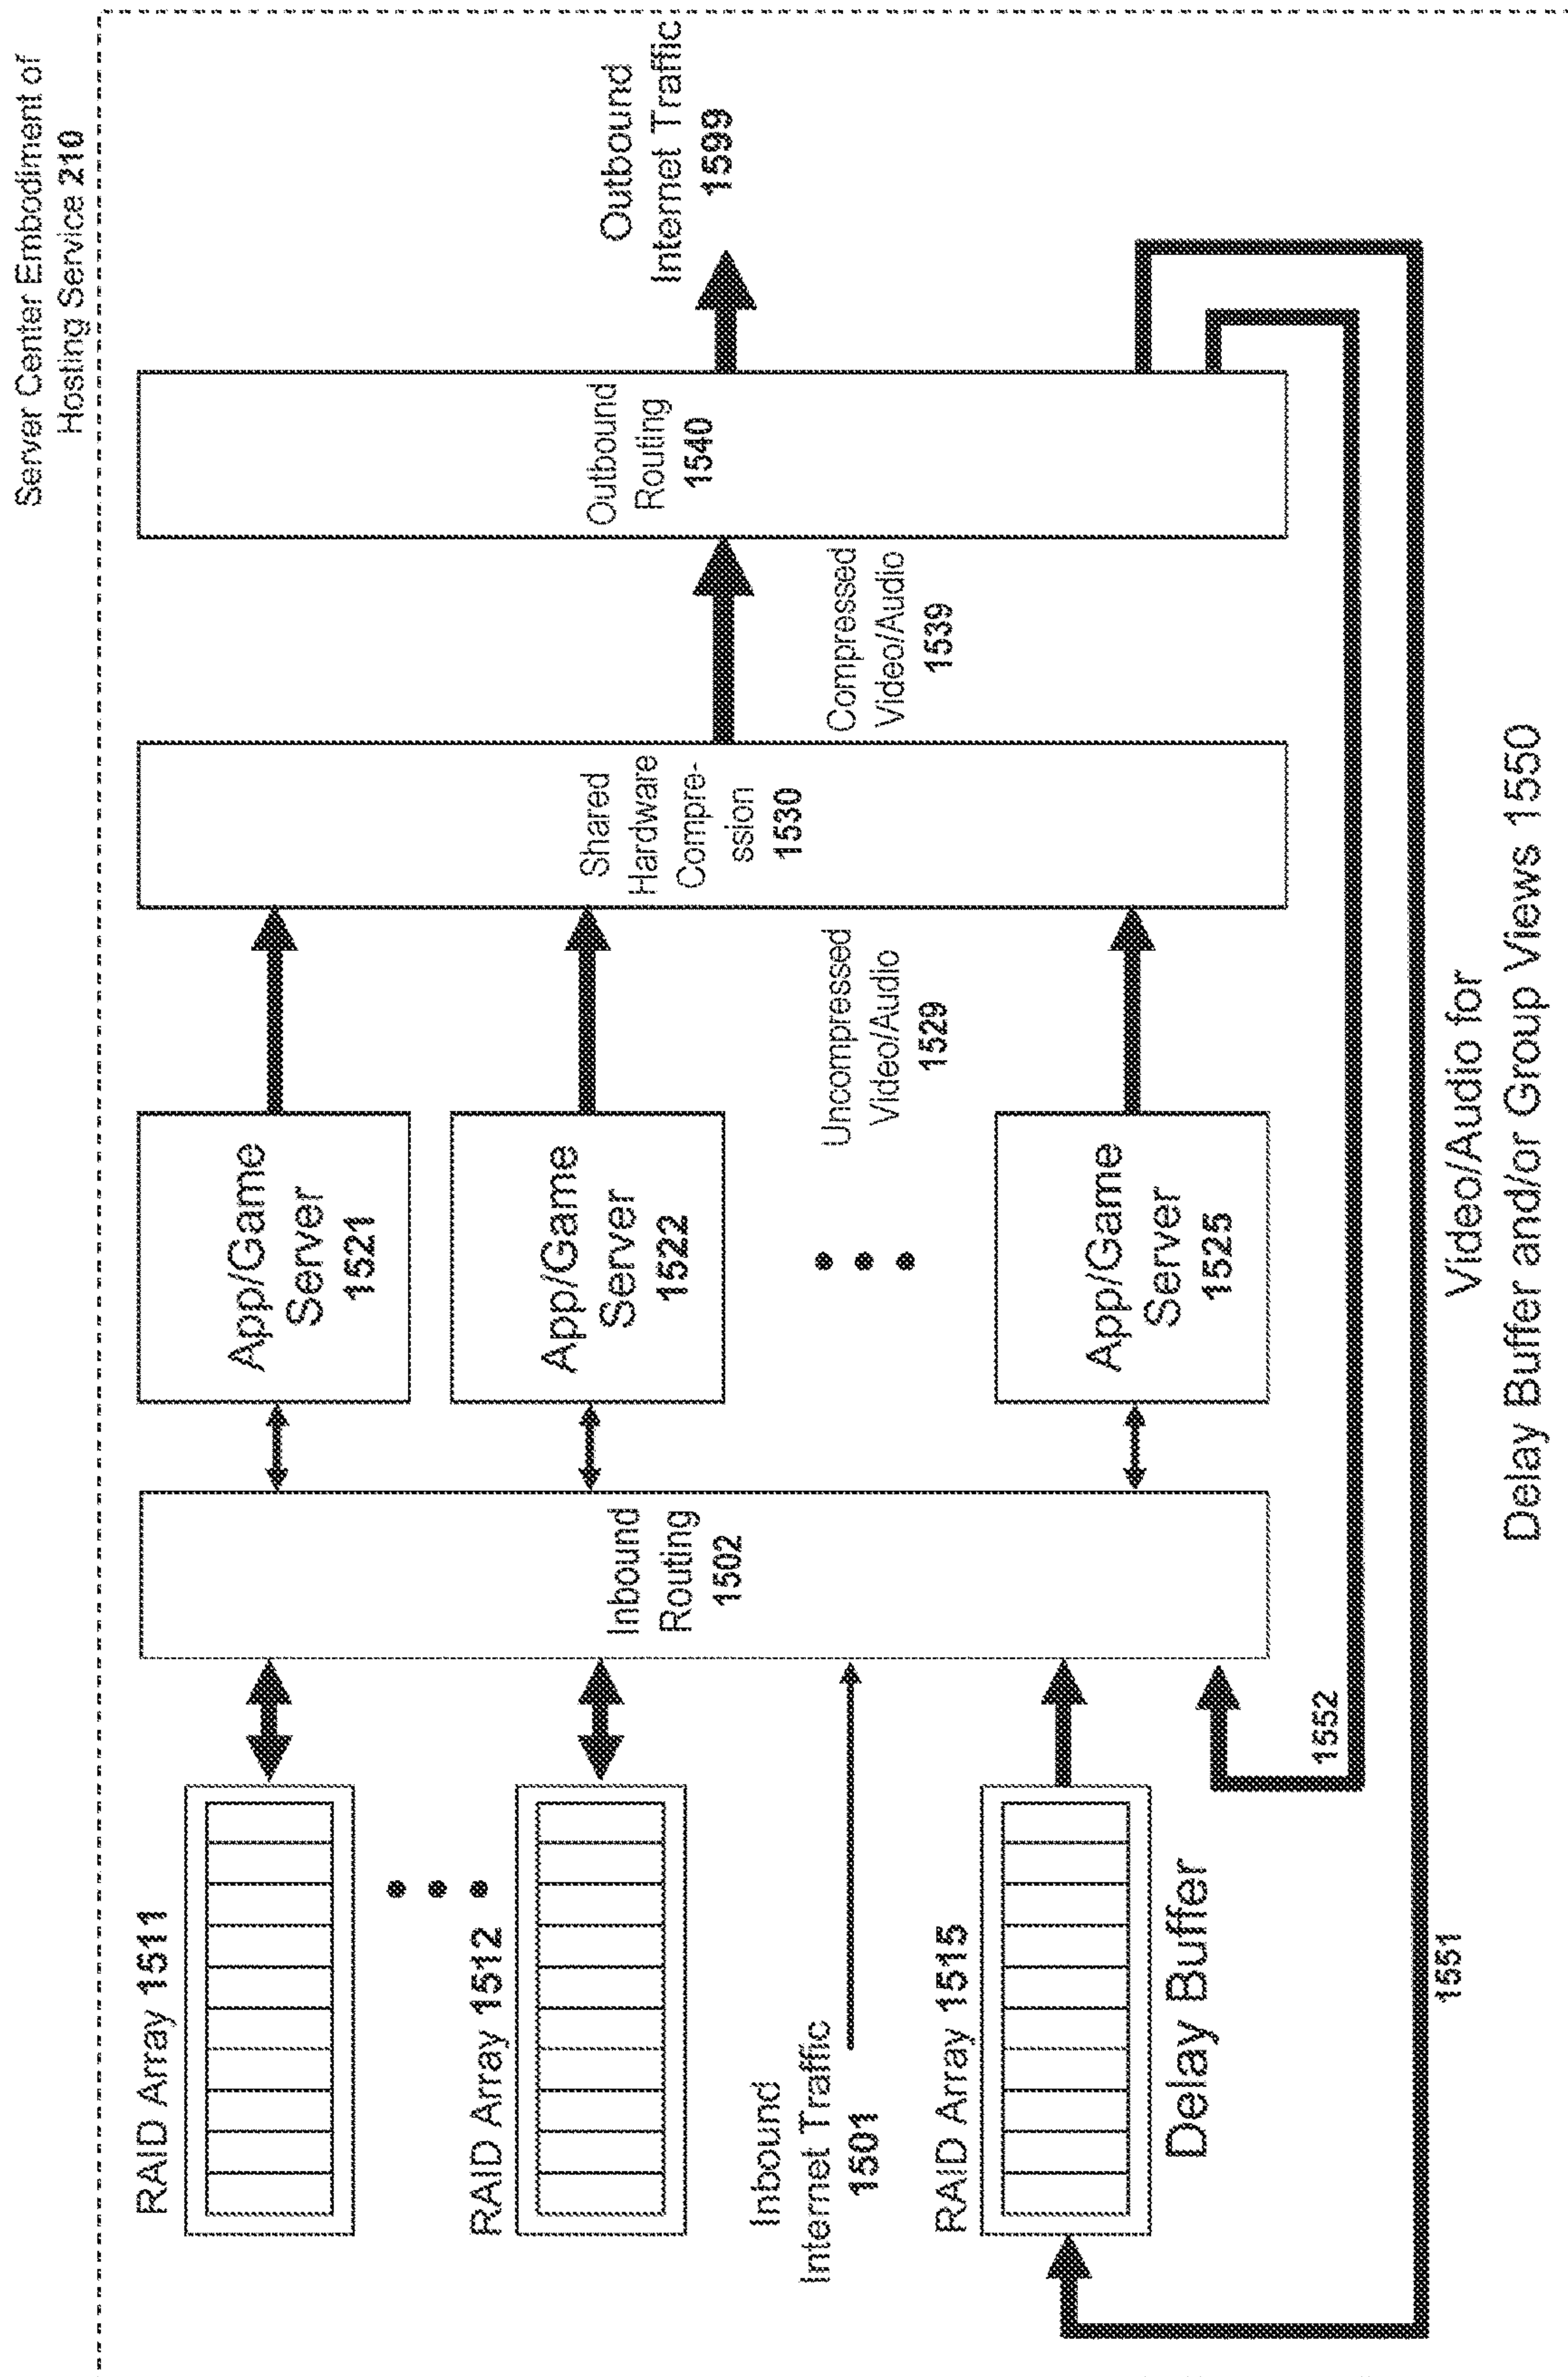 Server Center Embodiment of
Hosting Service 210
RAID Array 1511
RAID Array 1512
Inbound
Internet Traffic
1501
RAID Array 1515
Delay Buffer
Inbound
Routing
1502
App/Game
Server
1521
App/Game
Server
1522
App/Game
Server
1525
Uncompressed
Video/Audio
1529
Shared
Hardware
Compre-
ssion
1530
Compressed
Video/Audio
1539
Outbound
Routing
1540
Outbound
Internet Traffic
1599
1552
1551
Video/Audio for
Delay Buffer and/or Group Views 1550